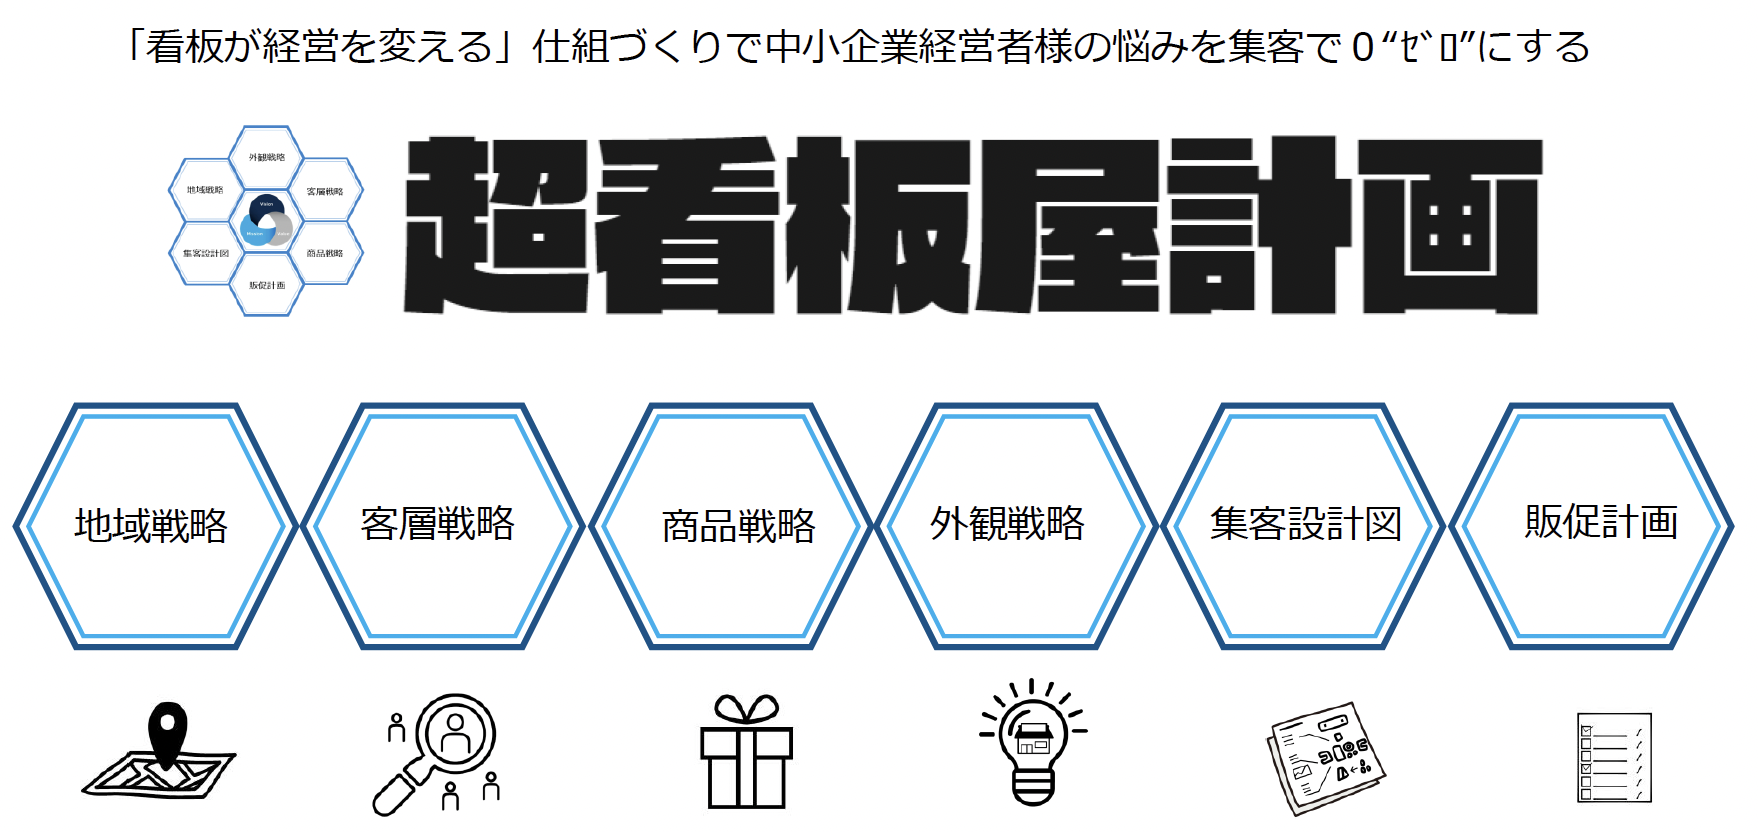 「看板が経営を変える」仕組づくりで中小企業経営者様の悩みを集客で０“ｾﾞﾛ”にする
超看板屋計画
外観戦略
地域戦略
客層戦略
Vision
Mission
Value
集客設計図
商品戦略
販促計画
地域戦略
客層戦略
商品戦略
外観戦略
集客設計図
販促計画